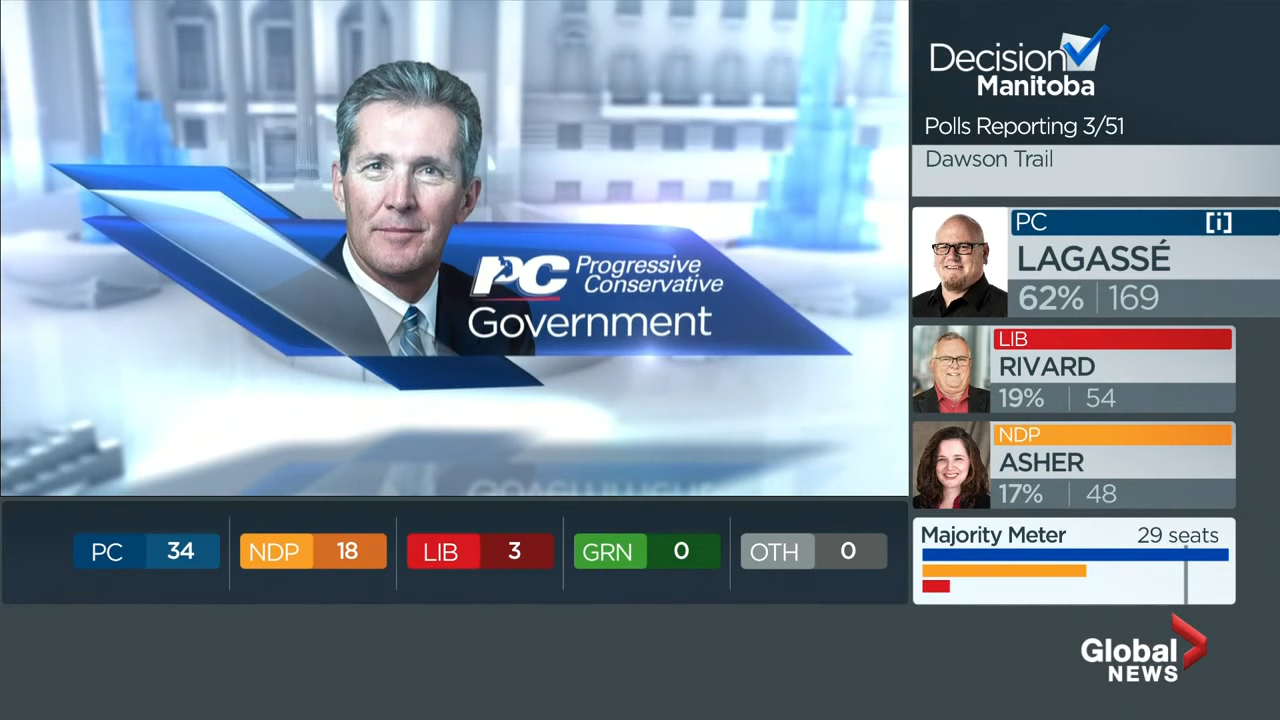 PC Progressive
Conservative
Government
Decision
Manitoba
Polls Reporting 3/51
Dawson Trail
PC [i]
LAGASSÉ
62% 169
LIB
RIVARD
19% 54
NDP
ASHER
17% 48
Majority Meter 29 seats
PC 34 NDP 18 LIB 3 GRN 0 OTH 0
Global
NEWS